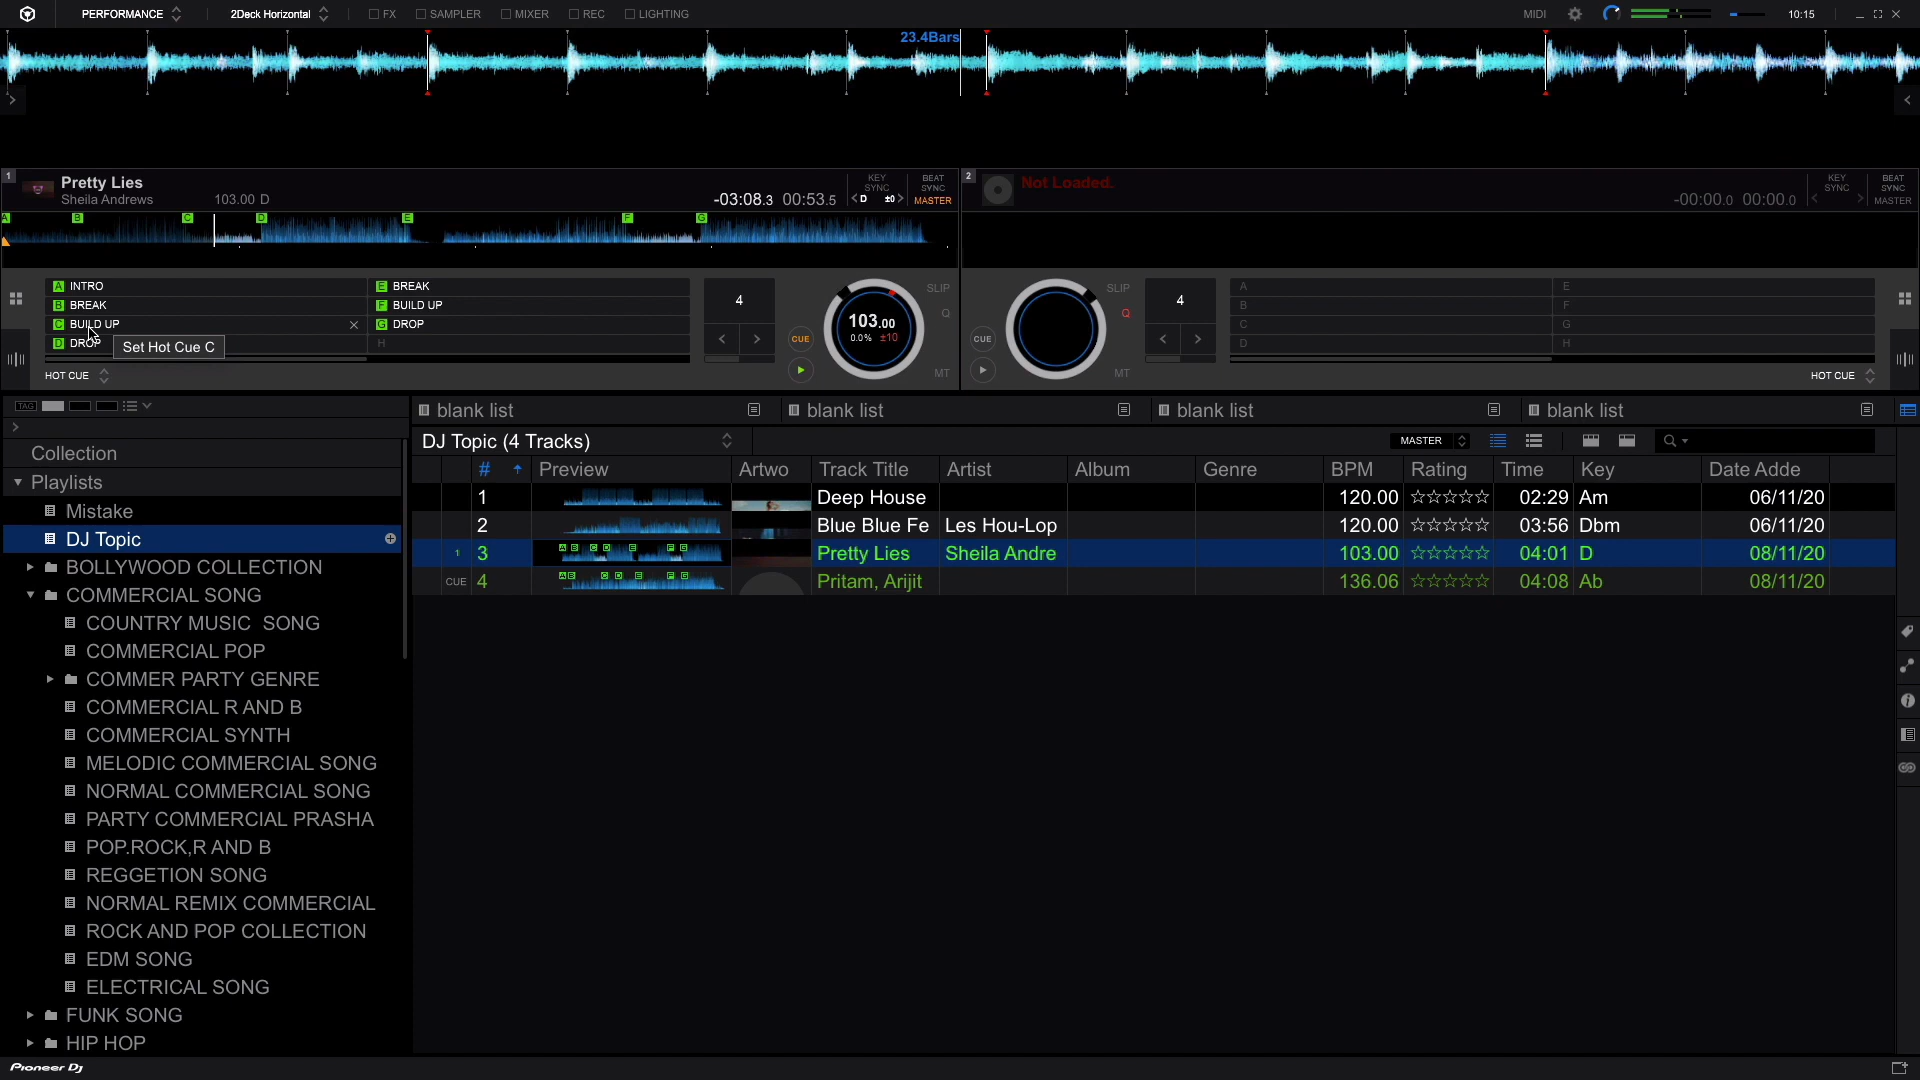 PERFORMANCE 2Deck Horizontal FX SAMPLER MIXER REC LIGHTING MIDI 10:15
23.4Bars
1 Pretty Lies
Sheila Andrews 103.00 D
-03:08.3 00:53.5
KEY SYNC
D ±0
BEAT SYNC
MASTER
2 Not Loaded.
-00:00.0 00:00.0
KEY SYNC
BEAT SYNC
MASTER
A B C D E F G
A INTRO E BREAK
B BREAK F BUILD UP
C BUILD UP G DROP
D DROP H
Set Hot Cue C
HOT CUE
4
CUE
103.00
0.0% ±10
SLIP
Q
MT
CUE
SLIP
Q
MT
4
A E
B F
C G
D H
HOT CUE
TAG
blank list blank list blank list blank list
DJ Topic (4 Tracks) MASTER
# Preview Artwo Track Title Artist Album Genre BPM Rating Time Key Date Adde
1 Deep House 120.00 ☆☆☆☆☆ 02:29 Am 06/11/20
2 Blue Blue Fe Les Hou-Lop 120.00 ☆☆☆☆☆ 03:56 Dbm 06/11/20
1 3 A B C D E F G Pretty Lies Sheila Andre 103.00 ☆☆☆☆☆ 04:01 D 08/11/20
CUE 4 A B C D E F G Pritam, Arijit 136.06 ☆☆☆☆☆ 04:08 Ab 08/11/20
Collection
Playlists
Mistake
DJ Topic
BOLLYWOOD COLLECTION
COMMERCIAL SONG
COUNTRY MUSIC SONG
COMMERCIAL POP
COMMER PARTY GENRE
COMMERCIAL R AND B
COMMERCIAL SYNTH
MELODIC COMMERCIAL SONG
NORMAL COMMERCIAL SONG
PARTY COMMERCIAL PRASHA
POP.ROCK,R AND B
REGGETION SONG
NORMAL REMIX COMMERCIAL
ROCK AND POP COLLECTION
EDM SONG
ELECTRICAL SONG
FUNK SONG
HIP HOP
Pioneer Dj